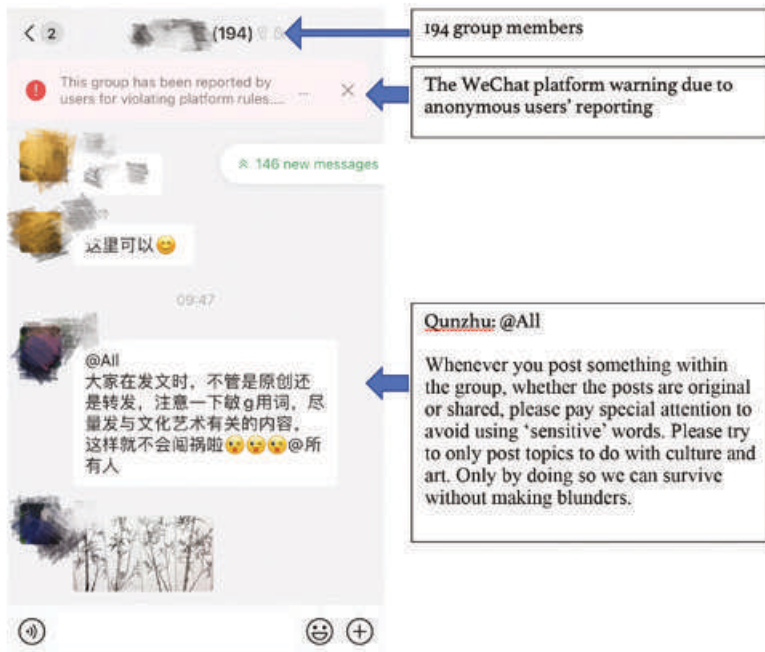 2
(194)
194 group members
This group has been reported by
users for violating platform rules.... ...
The WeChat platform warning due to
anonymous users' reporting
146 new messages
这里可以😊
09:47
@All
大家在发文时，不管是原创还
是转发，注意一下敏g用词，尽
量发与文化艺术有关的内容，
这样就不会闯祸啦😯😯😯@所
有人
Qunzhu: @All
Whenever you post something within
the group, whether the posts are original
or shared, please pay special attention to
avoid using 'sensitive' words. Please try
to only post topics to do with culture and
art. Only by doing so we can survive
without making blunders.